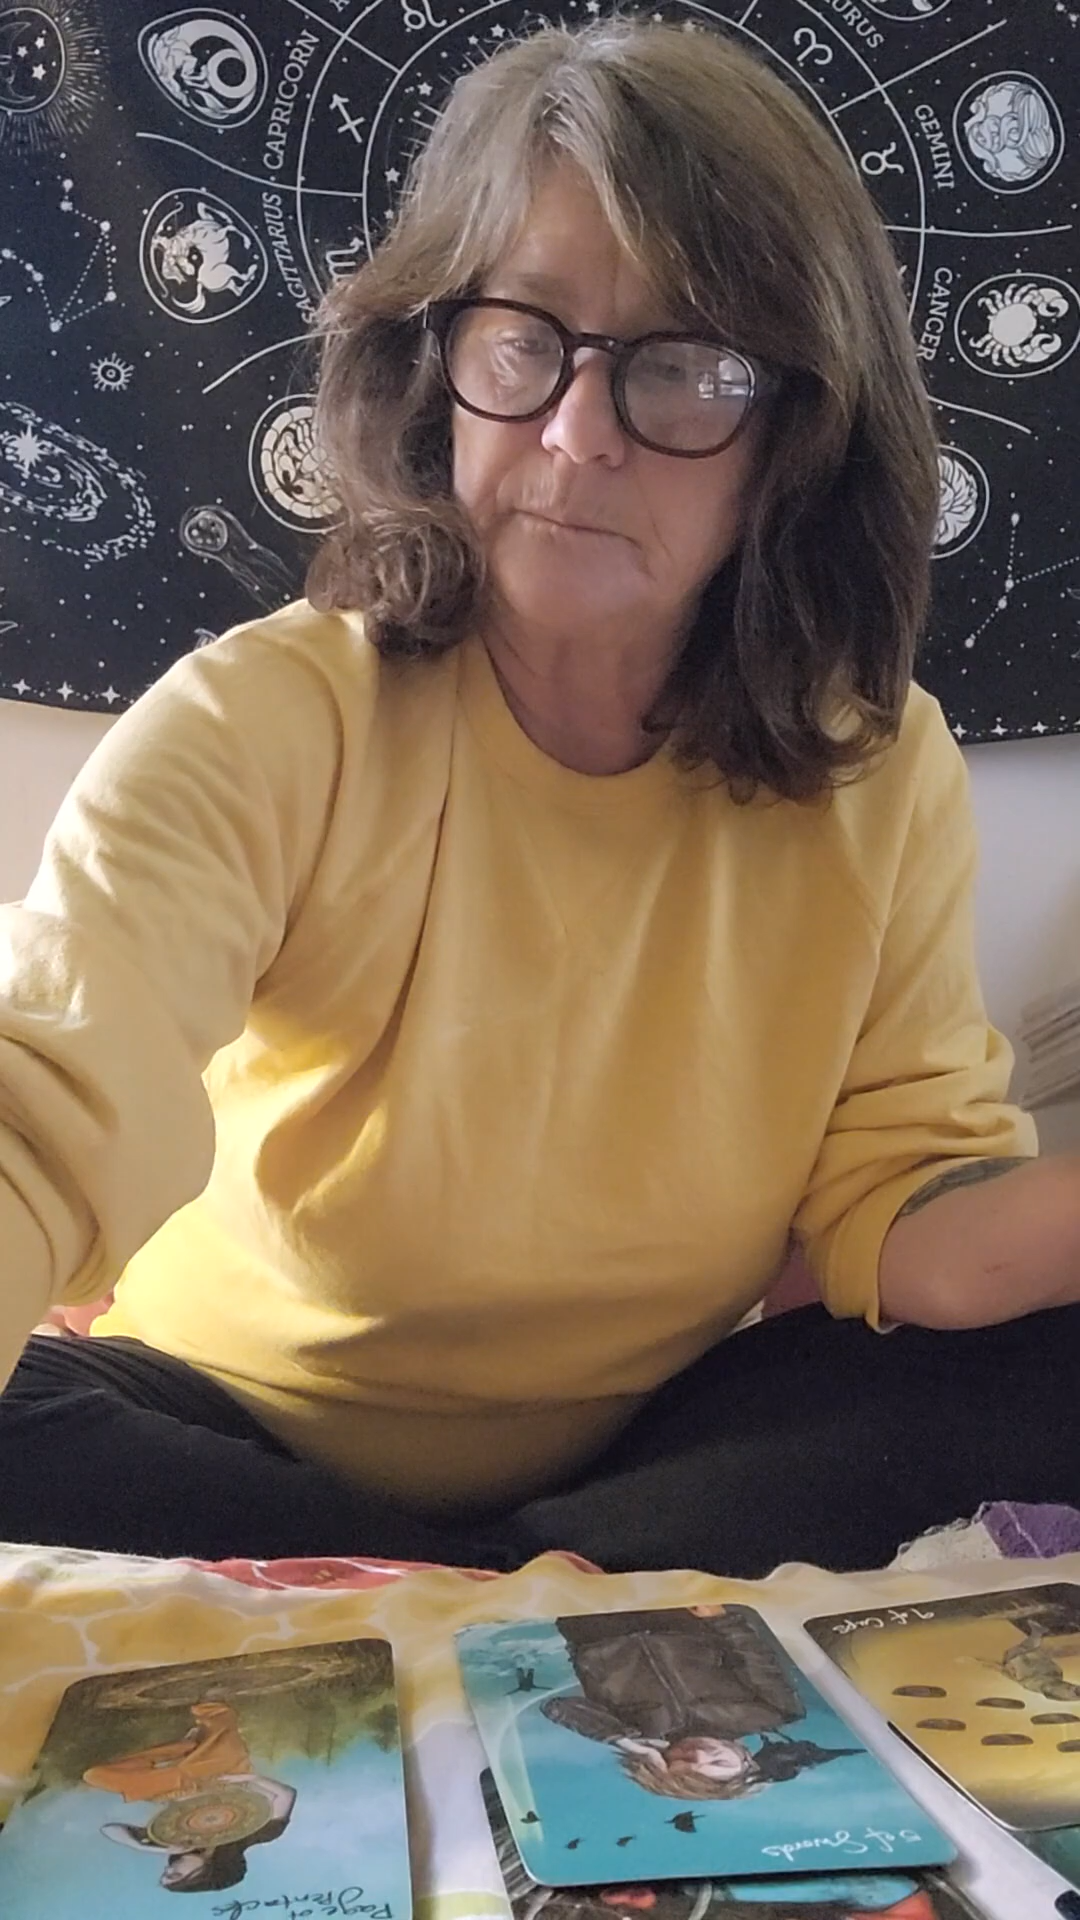 CAPRICORN
SAGITTARIUS
GEMINI
CANCER
9 of Cups
5 of Swords
Page of
Pentacles